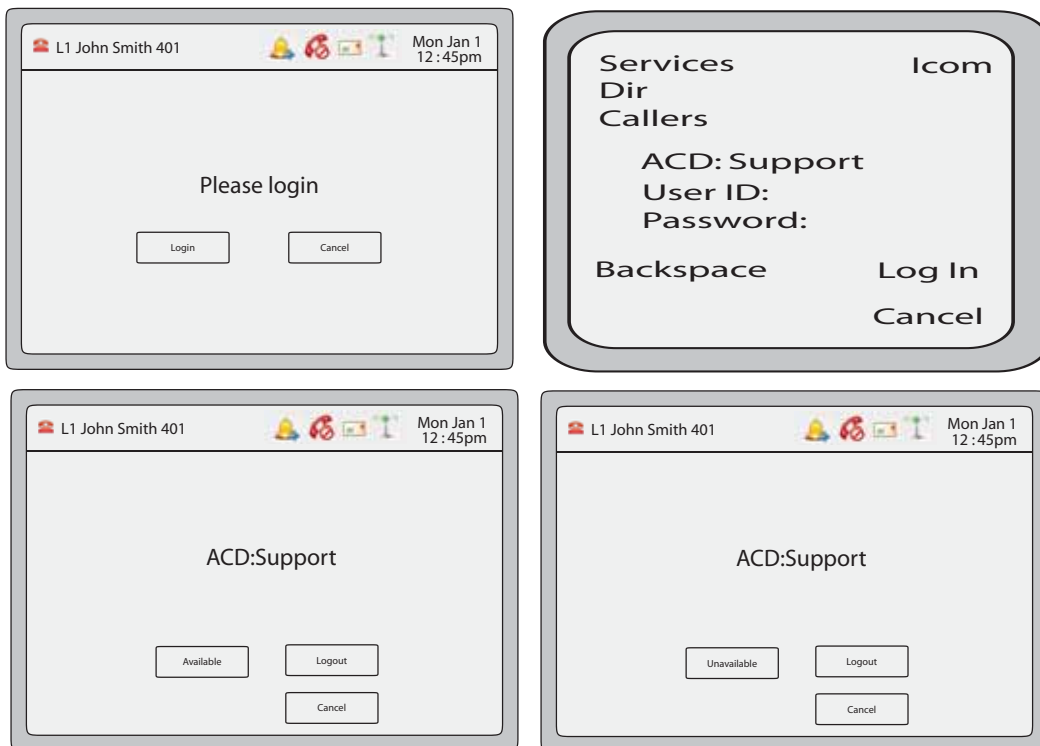 L1 John Smith 401
Mon Jan 1
12:45pm
Please login
Login Cancel
Services Icom
Dir
Callers
ACD: Support
User ID:
Password:
Backspace Log In
Cancel
L1 John Smith 401
Mon Jan 1
12:45pm
ACD:Support
Available Logout
Cancel
L1 John Smith 401
Mon Jan 1
12:45pm
ACD:Support
Unavailable Logout
Cancel